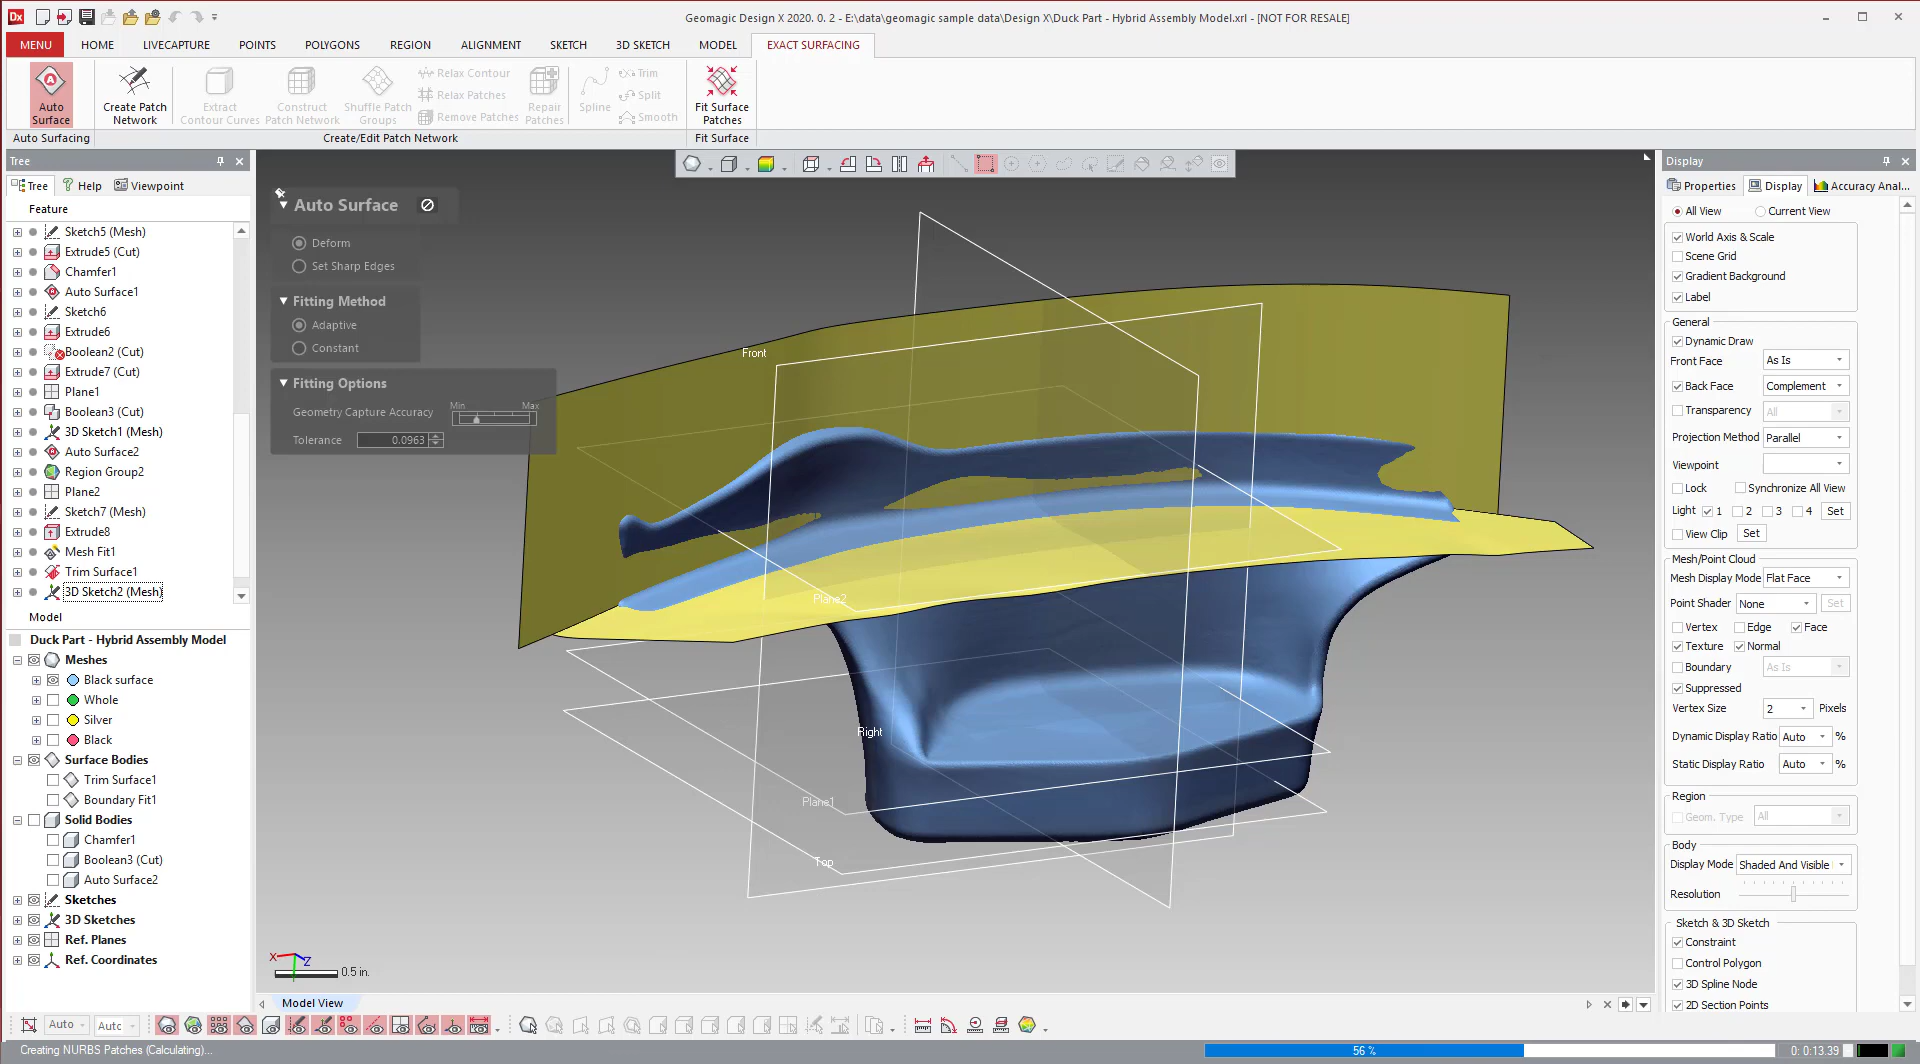 Dx
Geomagic Design X 2020. 0. 2 - E:\data\geomagic sample data\Design X\Duck Part - Hybrid Assembly Model.xrl - [NOT FOR RESALE]
MENU HOME LIVECAPTURE POINTS POLYGONS REGION ALIGNMENT SKETCH 3D SKETCH MODEL EXACT SURFACING
Auto Surface
Create Patch Network
Extract Contour Curves
Construct Patch Network
Shuffle Patch Groups
Relax Contour
Relax Patches
Remove Patches
Repair Patches
Spline
Trim
Split
Smooth
Fit Surface Patches
Auto Surfacing Create/Edit Patch Network Fit Surface
Tree
Tree Help Viewpoint
Feature
Sketch5 (Mesh)
Extrude5 (Cut)
Chamfer1
Auto Surface1
Sketch6
Extrude6
Boolean2 (Cut)
Extrude7 (Cut)
Plane1
Boolean3 (Cut)
3D Sketch1 (Mesh)
Auto Surface2
Region Group2
Plane2
Sketch7 (Mesh)
Extrude8
Mesh Fit1
Trim Surface1
3D Sketch2 (Mesh)
Model
Duck Part - Hybrid Assembly Model
Meshes
Black surface
Whole
Silver
Black
Surface Bodies
Trim Surface1
Boundary Fit1
Solid Bodies
Chamfer1
Boolean3 (Cut)
Auto Surface2
Sketches
3D Sketches
Ref. Planes
Ref. Coordinates
Auto Surface
Deform
Set Sharp Edges
Fitting Method
Adaptive
Constant
Fitting Options
Geometry Capture Accuracy Min Max
Tolerance 0.0963
Front
Plane2
Right
Plane1
Top
X Z
0.5 in.
Model View
Display
Properties Display Accuracy Anal...
All View Current View
World Axis & Scale
Scene Grid
Gradient Background
Label
General
Dynamic Draw
Front Face As Is
Back Face Complement
Transparency All
Projection Method Parallel
Viewpoint
Lock Synchronize All View
Light 1 2 3 4 Set
View Clip Set
Mesh/Point Cloud
Mesh Display Mode Flat Face
Point Shader None Set
Vertex Edge Face
Texture Normal
Boundary As Is
Suppressed
Vertex Size 2 Pixels
Dynamic Display Ratio Auto %
Static Display Ratio Auto %
Region
Geom. Type All
Body
Display Mode Shaded And Visible
Resolution
Sketch & 3D Sketch
Constraint
Control Polygon
3D Spline Node
2D Section Points
Auto Auto
Creating NURBS Patches (Calculating)... 56 % 0: 0:13.39